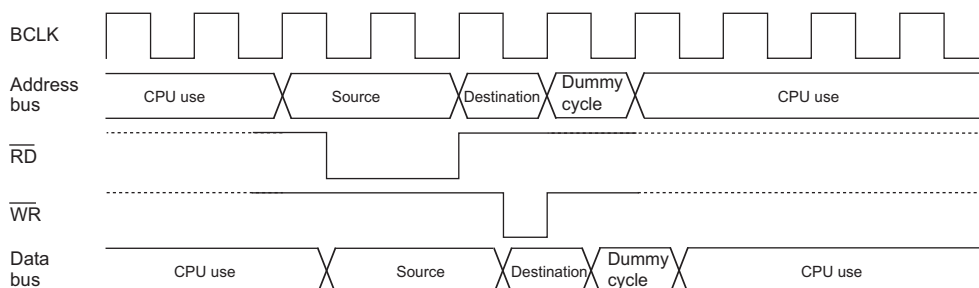 BCLK
Address
bus
CPU use
Source
Destination
Dummy
cycle
CPU use
RD
WR
Data
bus
CPU use
Source
Destination
Dummy
cycle
CPU use